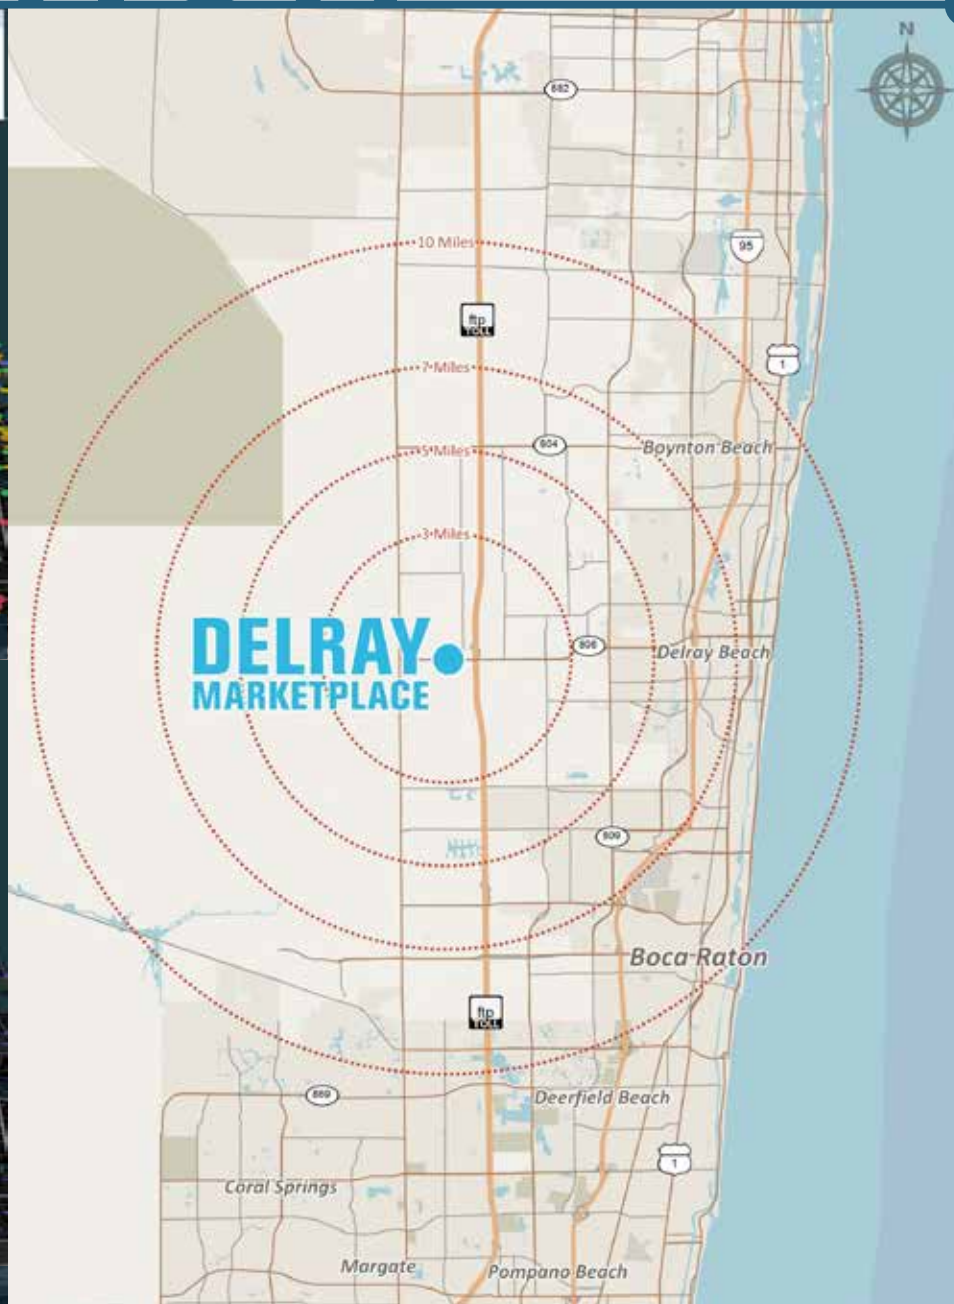 N
882
10 Miles
95
ftp
TOLL
1
7 Miles
804
Boynton Beach
5 Miles
3 Miles
DELRAY
MARKETPLACE
806
Delray Beach
809
Boca Raton
ftp
TOLL
869
Deerfield Beach
1
Coral Springs
Margate
Pompano Beach